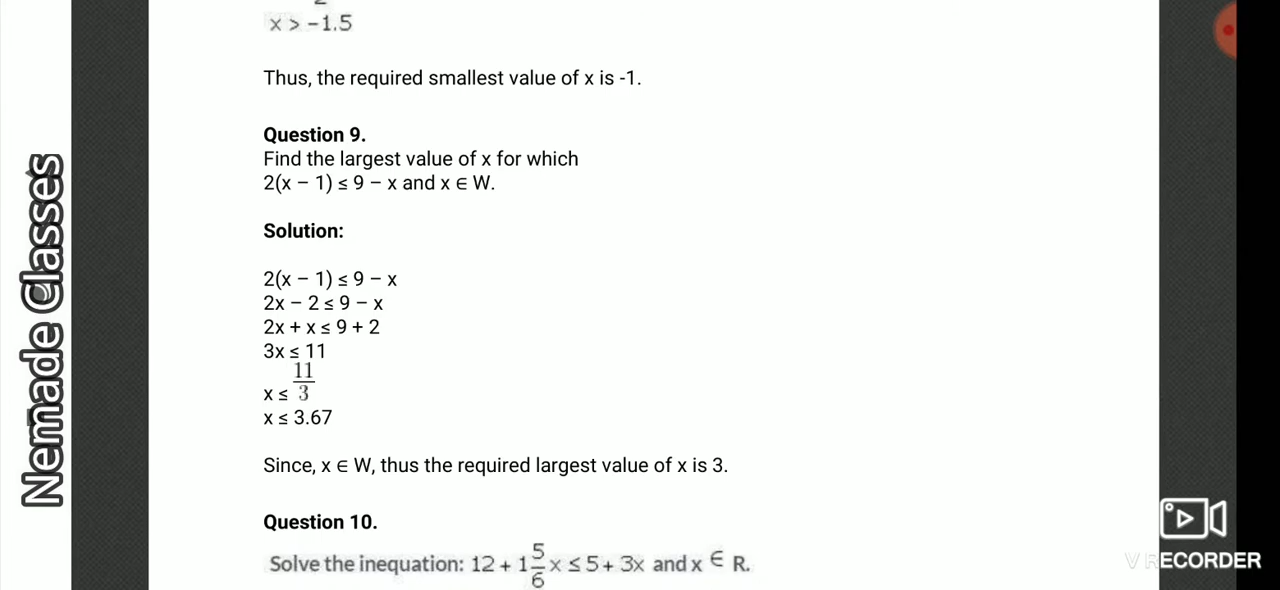 x > −1.5
Thus, the required smallest value of x is -1.
Question 9.
Find the largest value of x for which
2(x − 1) ≤ 9 − x and x ∈ W.
Solution:
2(x − 1) ≤ 9 − x
2x − 2 ≤ 9 − x
2x + x ≤ 9 + 2
3x ≤ 11
x ≤ 11/3
x ≤ 3.67
Since, x ∈ W, thus the required largest value of x is 3.
Question 10.
Solve the inequation: 12 + 1 5/6 x ≤ 5 + 3x and x ∈ R.
Nemade Classes
V RECORDER